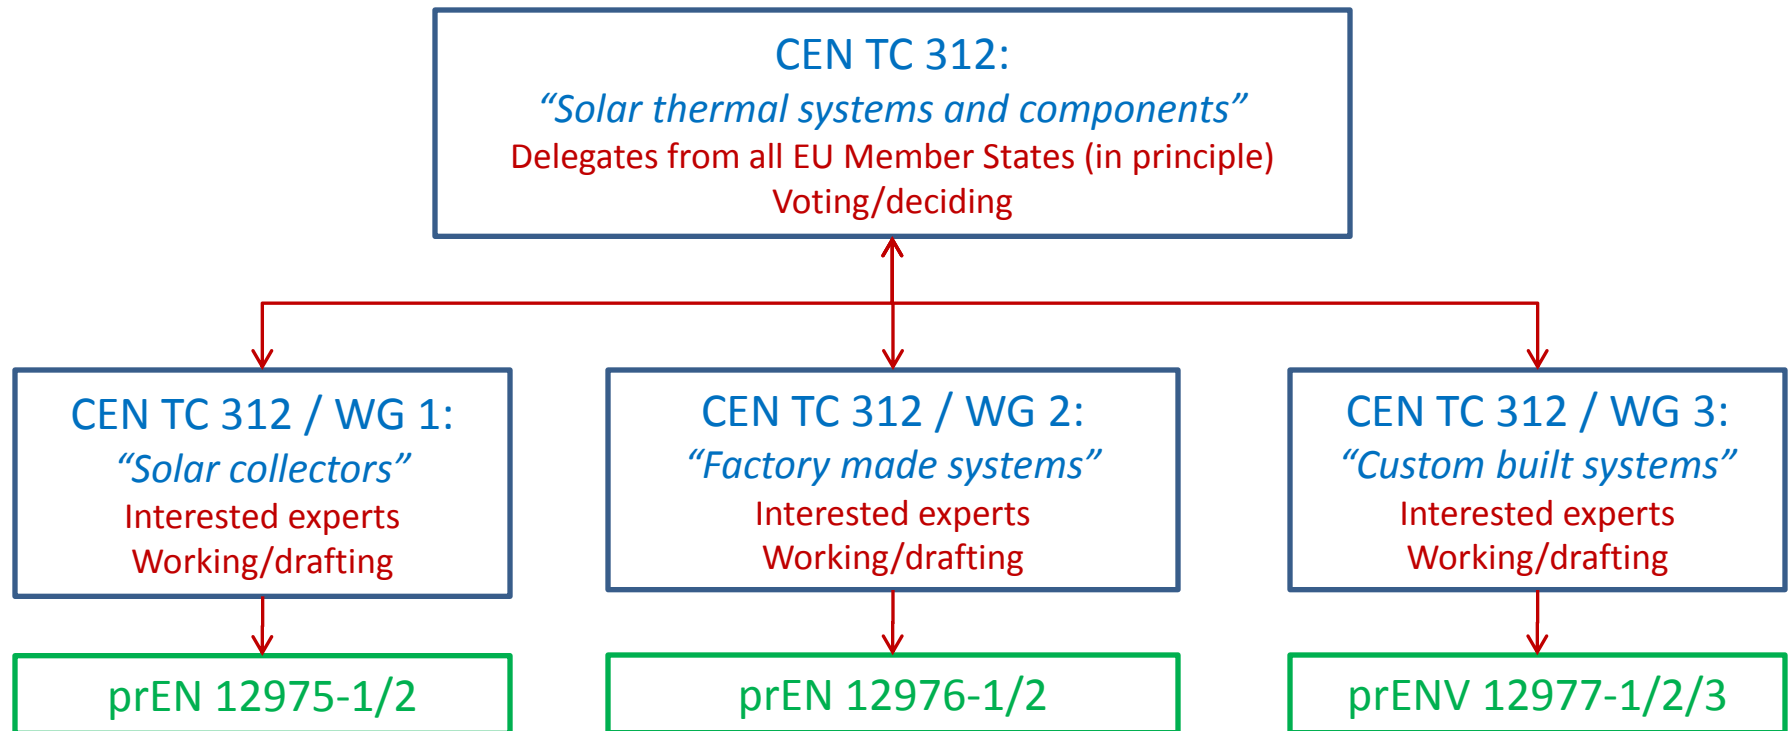 CEN TC 312:
“Solar thermal systems and components”
Delegates from all EU Member States (in principle)
Voting/deciding
CEN TC 312 / WG 1:
“Solar collectors”
Interested experts
Working/drafting
CEN TC 312 / WG 2:
“Factory made systems”
Interested experts
Working/drafting
CEN TC 312 / WG 3:
“Custom built systems”
Interested experts
Working/drafting
prEN 12975-1/2
prEN 12976-1/2
prENV 12977-1/2/3